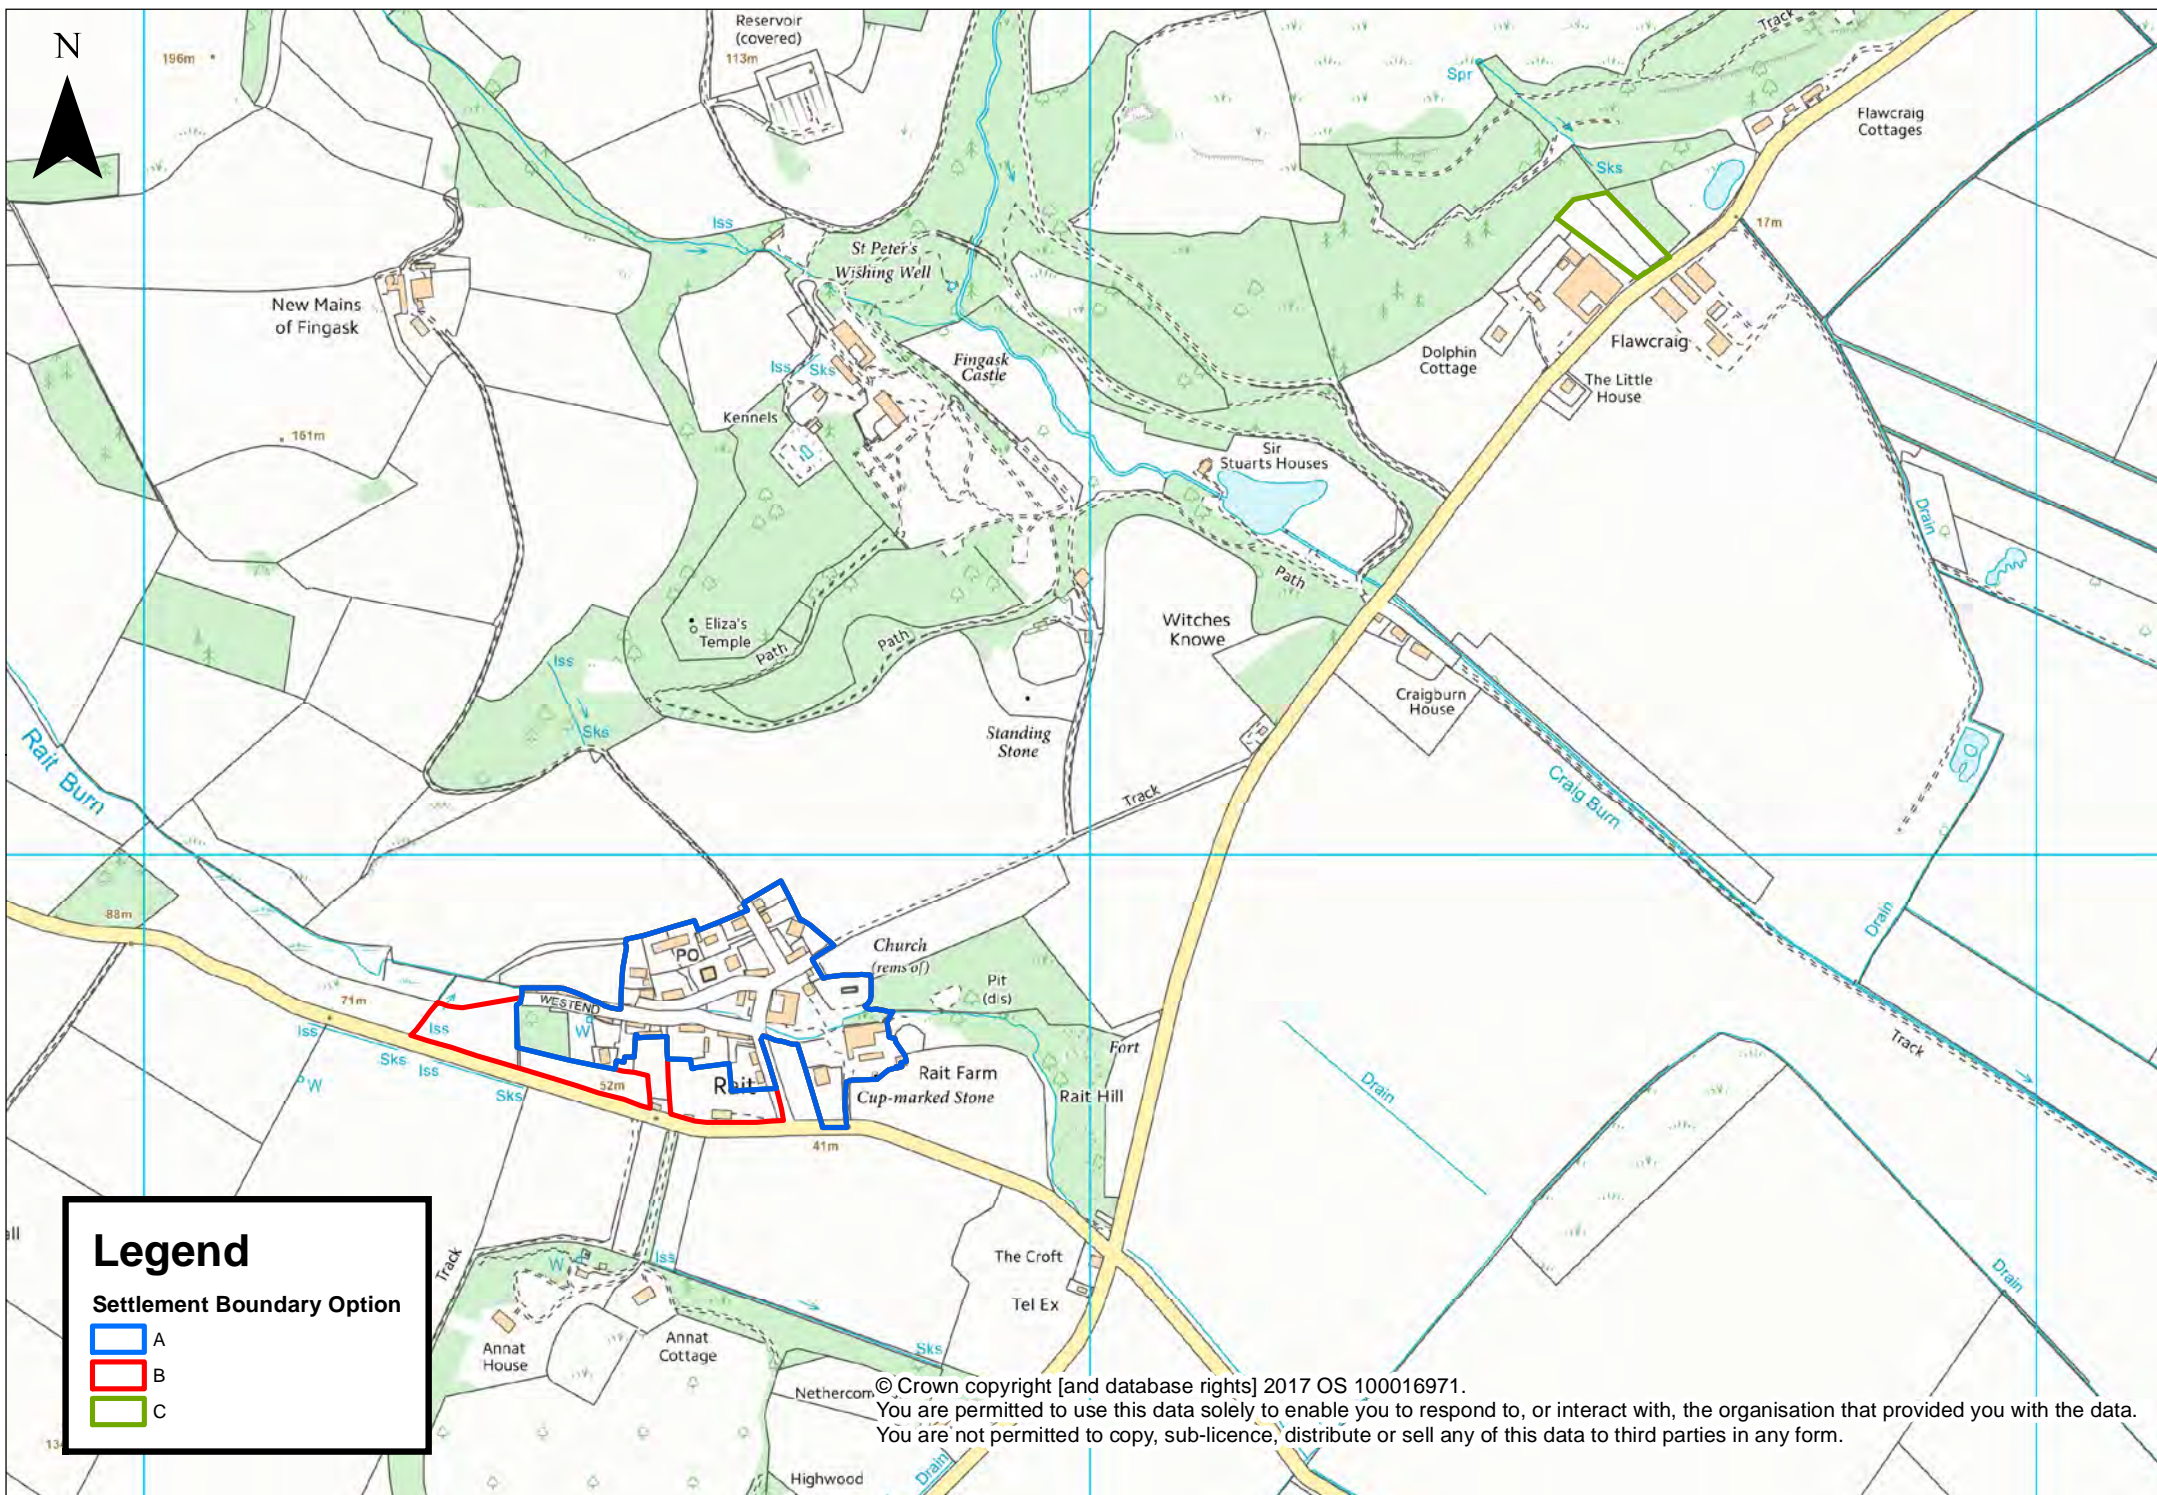 N
196m
Reservoir
(covered)
113m
Track
Spr
Flawcraig
Cottages
Sks
17m
Iss
St Peter's
Wishing Well
New Mains
of Fingask
Fingask
Castle
Iss
Sks
Kennels
Dolphin
Cottage
Flawcraig
The Little
House
161m
Sir
Stuarts Houses
Drain
Path
Eliza's
Temple
Path
Path
Witches
Knowe
Iss
Sks
Craigburn
House
Standing
Stone
Rait Burn
Track
Craig Burn
88m
Drain
PO
Church
(rems of)
Pit
(dis)
71m
WESTEND
W
Iss
Iss
Sks
Iss
Sks
W
52m
Rait
Rait Farm
Cup-marked Stone
Fort
Rait Hill
41m
Drain
Track
Track
W
Iss
The Croft
Tel Ex
Drain
Annat
House
Annat
Cottage
Sks
Nethercom
Highwood
Drain
all
13
Legend
Settlement Boundary Option
A
B
C
© Crown copyright [and database rights] 2017 OS 100016971.
You are permitted to use this data solely to enable you to respond to, or interact with, the organisation that provided you with the data.
You are not permitted to copy, sub-licence, distribute or sell any of this data to third parties in any form.